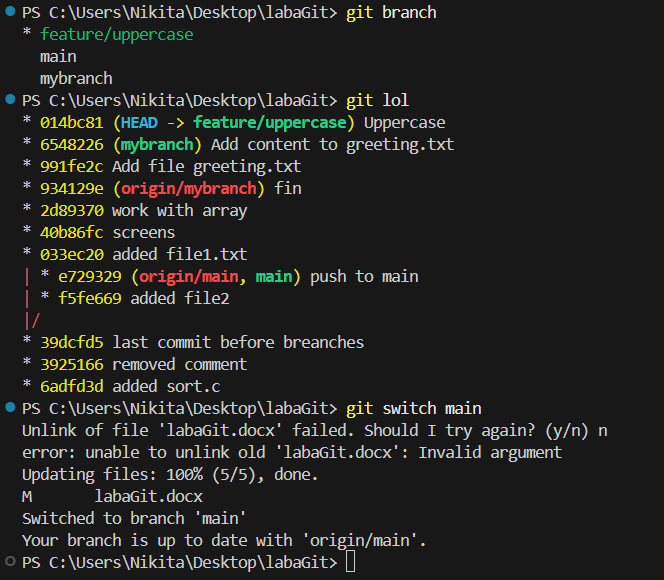 PS C:\Users\Nikita\Desktop\labaGit> git branch
* feature/uppercase
  main
  mybranch
PS C:\Users\Nikita\Desktop\labaGit> git lol
* 014bc81 (HEAD -> feature/uppercase) Uppercase
* 6548226 (mybranch) Add content to greeting.txt
* 991fe2c Add file greeting.txt
* 934129e (origin/mybranch) fin
* 2d89370 work with array
* 40b86fc screens
* 033ec20 added file1.txt
| * e729329 (origin/main, main) push to main
| * f5fe669 added file2
|/
* 39dcfd5 last commit before breanches
* 3925166 removed comment
* 6adfd3d added sort.c
PS C:\Users\Nikita\Desktop\labaGit> git switch main
Unlink of file 'labaGit.docx' failed. Should I try again? (y/n) n
error: unable to unlink old 'labaGit.docx': Invalid argument
Updating files: 100% (5/5), done.
M       labaGit.docx
Switched to branch 'main'
Your branch is up to date with 'origin/main'.
PS C:\Users\Nikita\Desktop\labaGit>